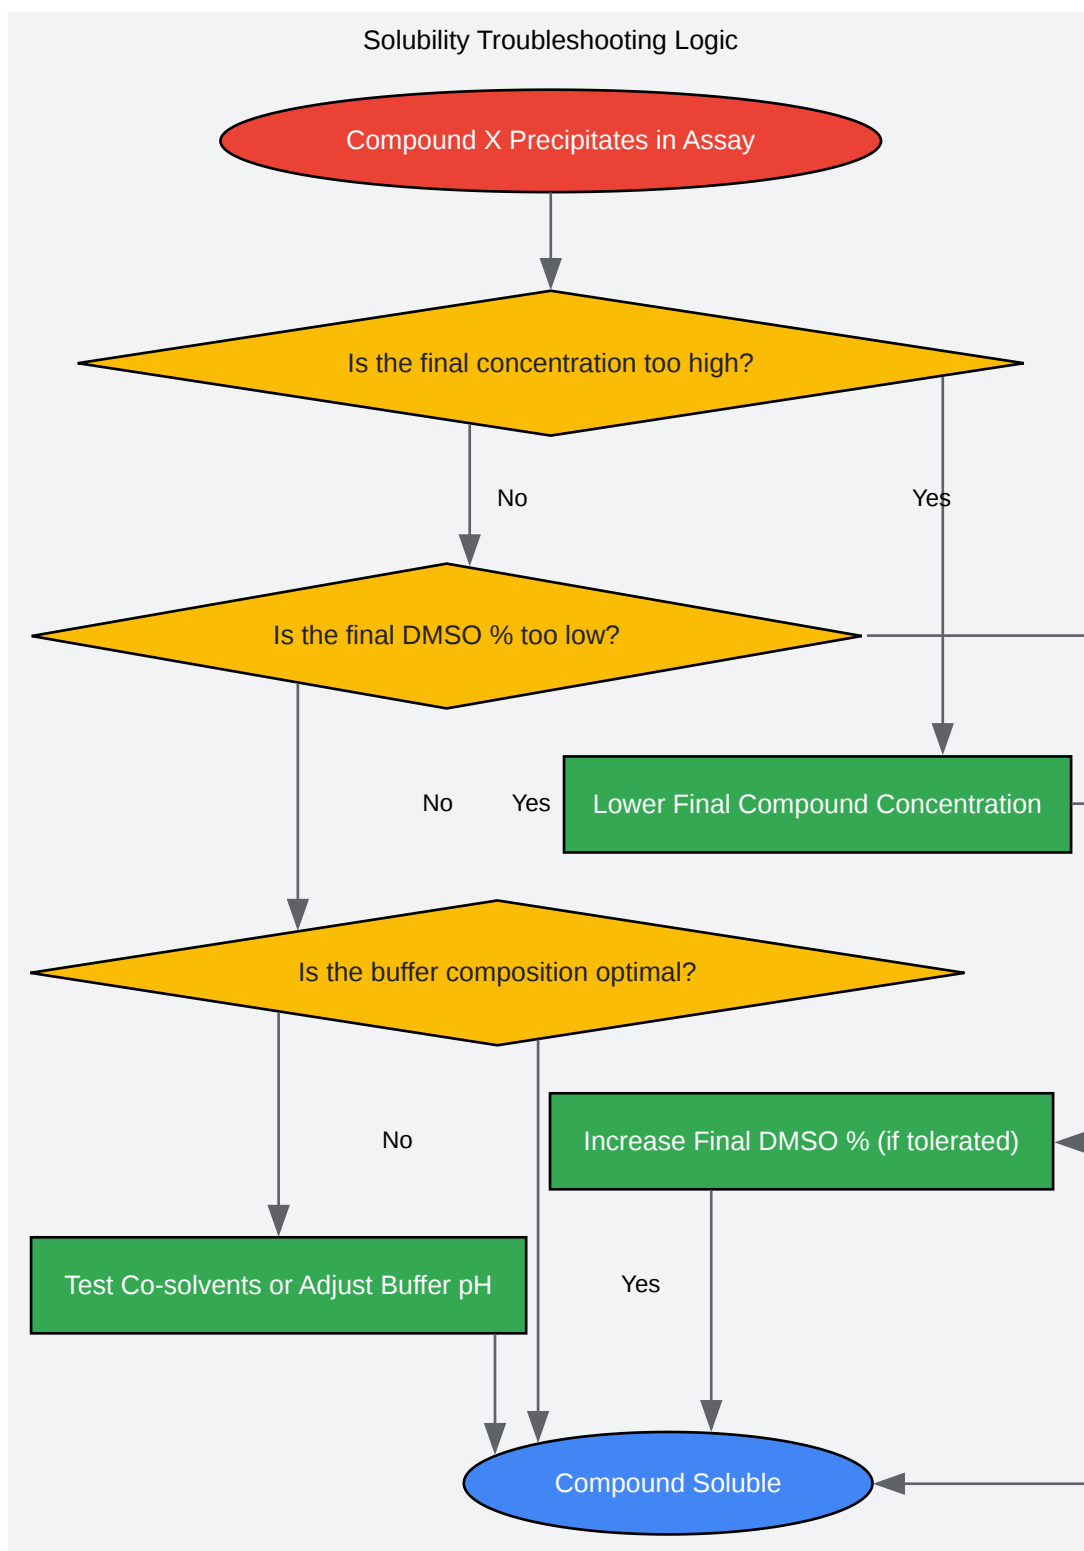 Solubility Troubleshooting Logic
Compound X Precipitates in Assay
Is the final concentration too high?
No
Yes
Is the final DMSO % too low?
No
Yes
Lower Final Compound Concentration
Is the buffer composition optimal?
No
Increase Final DMSO % (if tolerated)
Test Co-solvents or Adjust Buffer pH
Yes
Compound Soluble